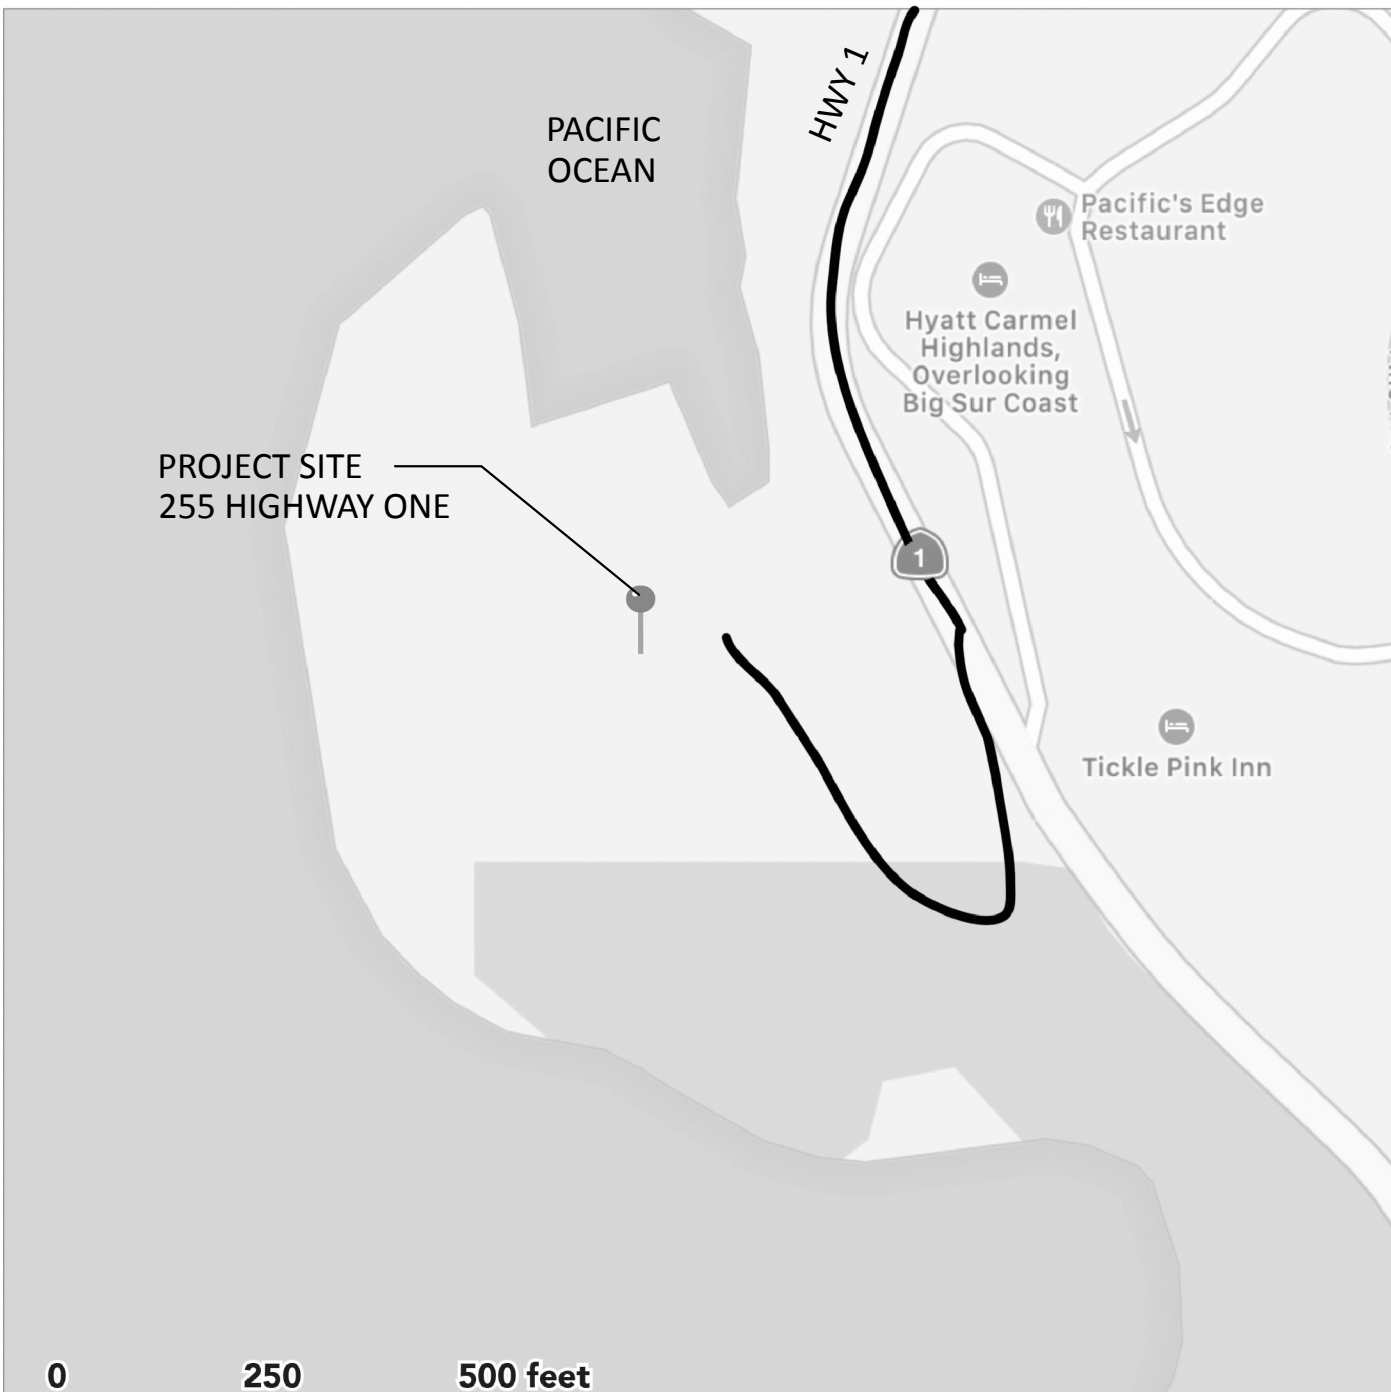 HWY 1
PACIFIC
OCEAN
Pacific's Edge
Restaurant
Hyatt Carmel
Highlands,
Overlooking
Big Sur Coast
PROJECT SITE
255 HIGHWAY ONE
1
Tickle Pink Inn
0 250 500 feet